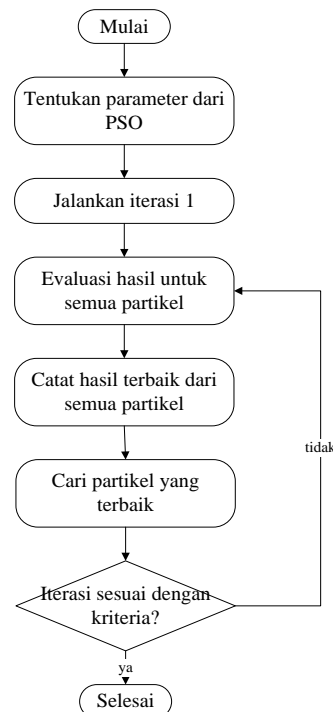 Mulai
Tentukan parameter dari
PSO
Jalankan iterasi 1
Evaluasi hasil untuk
semua partikel
Catat hasil terbaik dari
semua partikel
tidak
Cari partikel yang
terbaik
Iterasi sesuai dengan
kriteria?
ya
Selesai